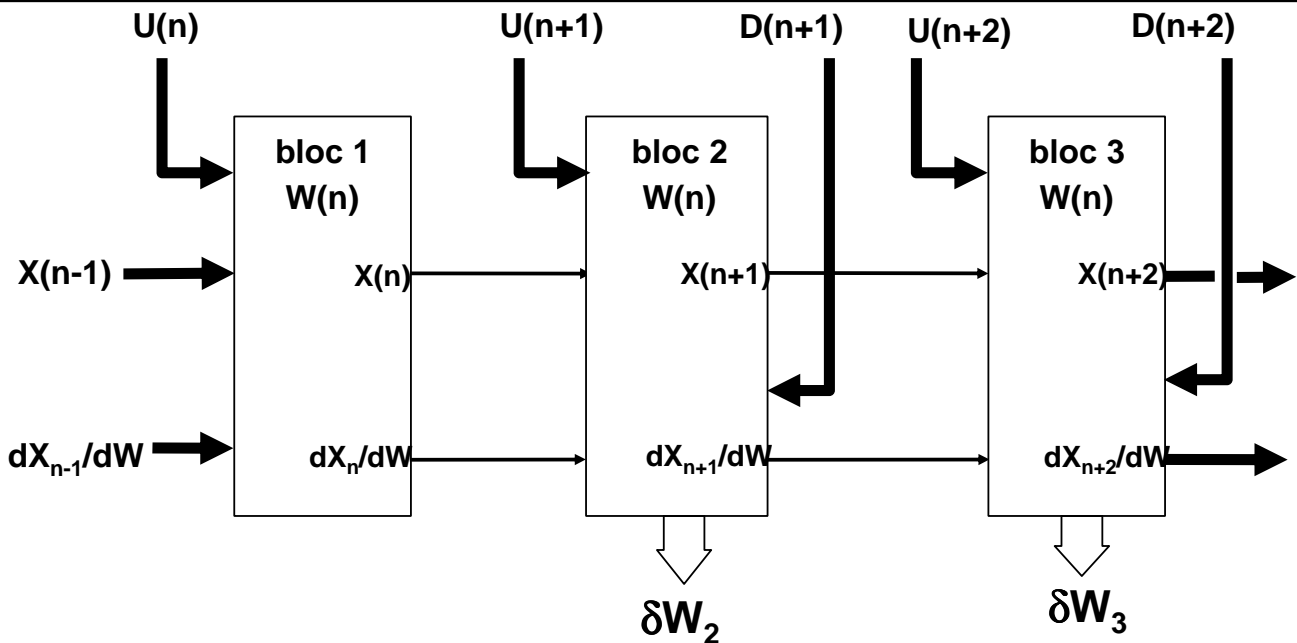 U(n)
U(n+1)
D(n+1)
U(n+2)
D(n+2)
bloc 1
W(n)
bloc 2
W(n)
bloc 3
W(n)
X(n-1)
X(n)
X(n+1)
X(n+2)
dXₙ₋₁/dW
dXₙ/dW
dXₙ₊₁/dW
dXₙ₊₂/dW
δW₂
δW₃